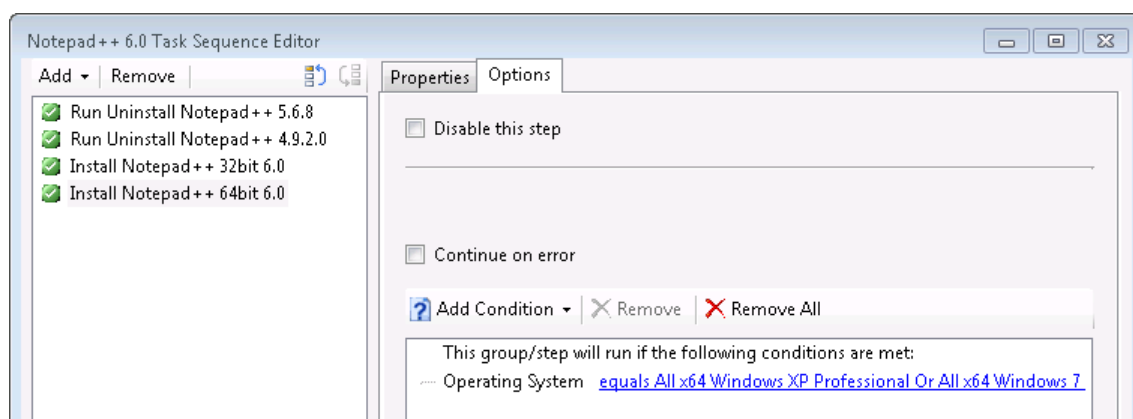 Notepad++ 6.0 Task Sequence Editor
Add Remove
Properties Options
Run Uninstall Notepad++ 5.6.8
Run Uninstall Notepad++ 4.9.2.0
Install Notepad++ 32bit 6.0
Install Notepad++ 64bit 6.0
Disable this step
Continue on error
Add Condition Remove Remove All
This group/step will run if the following conditions are met:
Operating System equals All x64 Windows XP Professional Or All x64 Windows 7